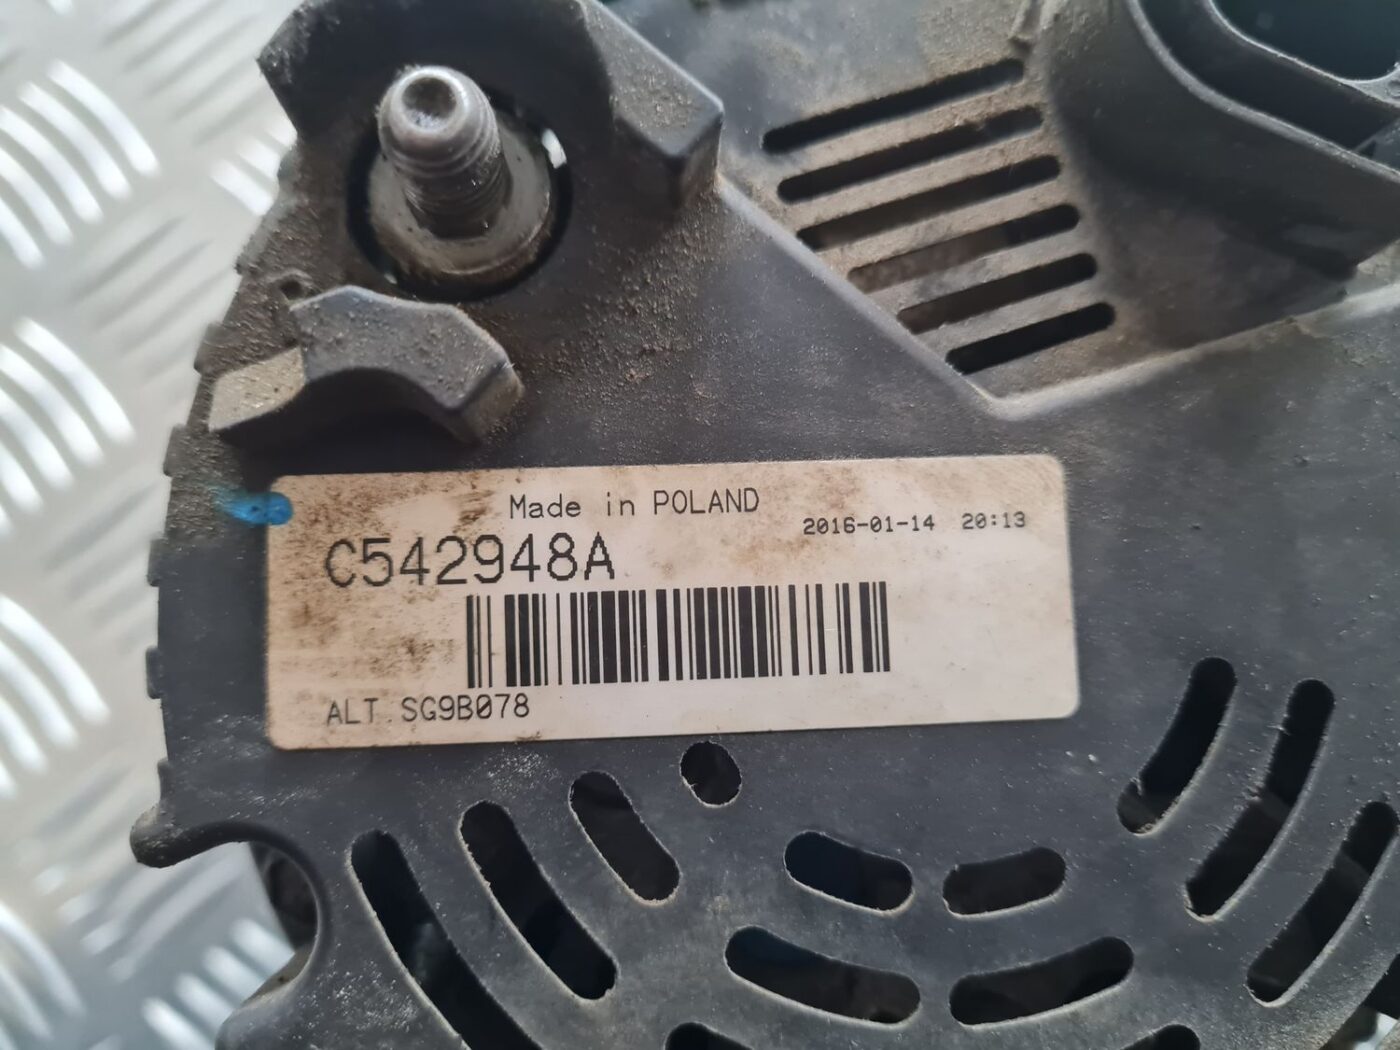 Made in POLAND
2016-01-14 20:13
C542948A
ALT. SG9B078